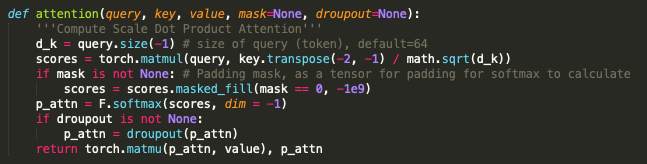 def attention(query, key, value, mask=None, droupout=None):
'''Compute Scale Dot Product Attention'''
d_k = query.size(-1) # size of query (token), default=64
scores = torch.matmul(query, key.transpose(-2, -1) / math.sqrt(d_k))
if mask is not None: # Padding mask, as a tensor for padding for softmax to calculate
scores = scores.masked_fill(mask == 0, -1e9)
p_attn = F.softmax(scores, dim = -1)
if droupout is not None:
p_attn = droupout(p_attn)
return torch.matmu(p_attn, value), p_attn